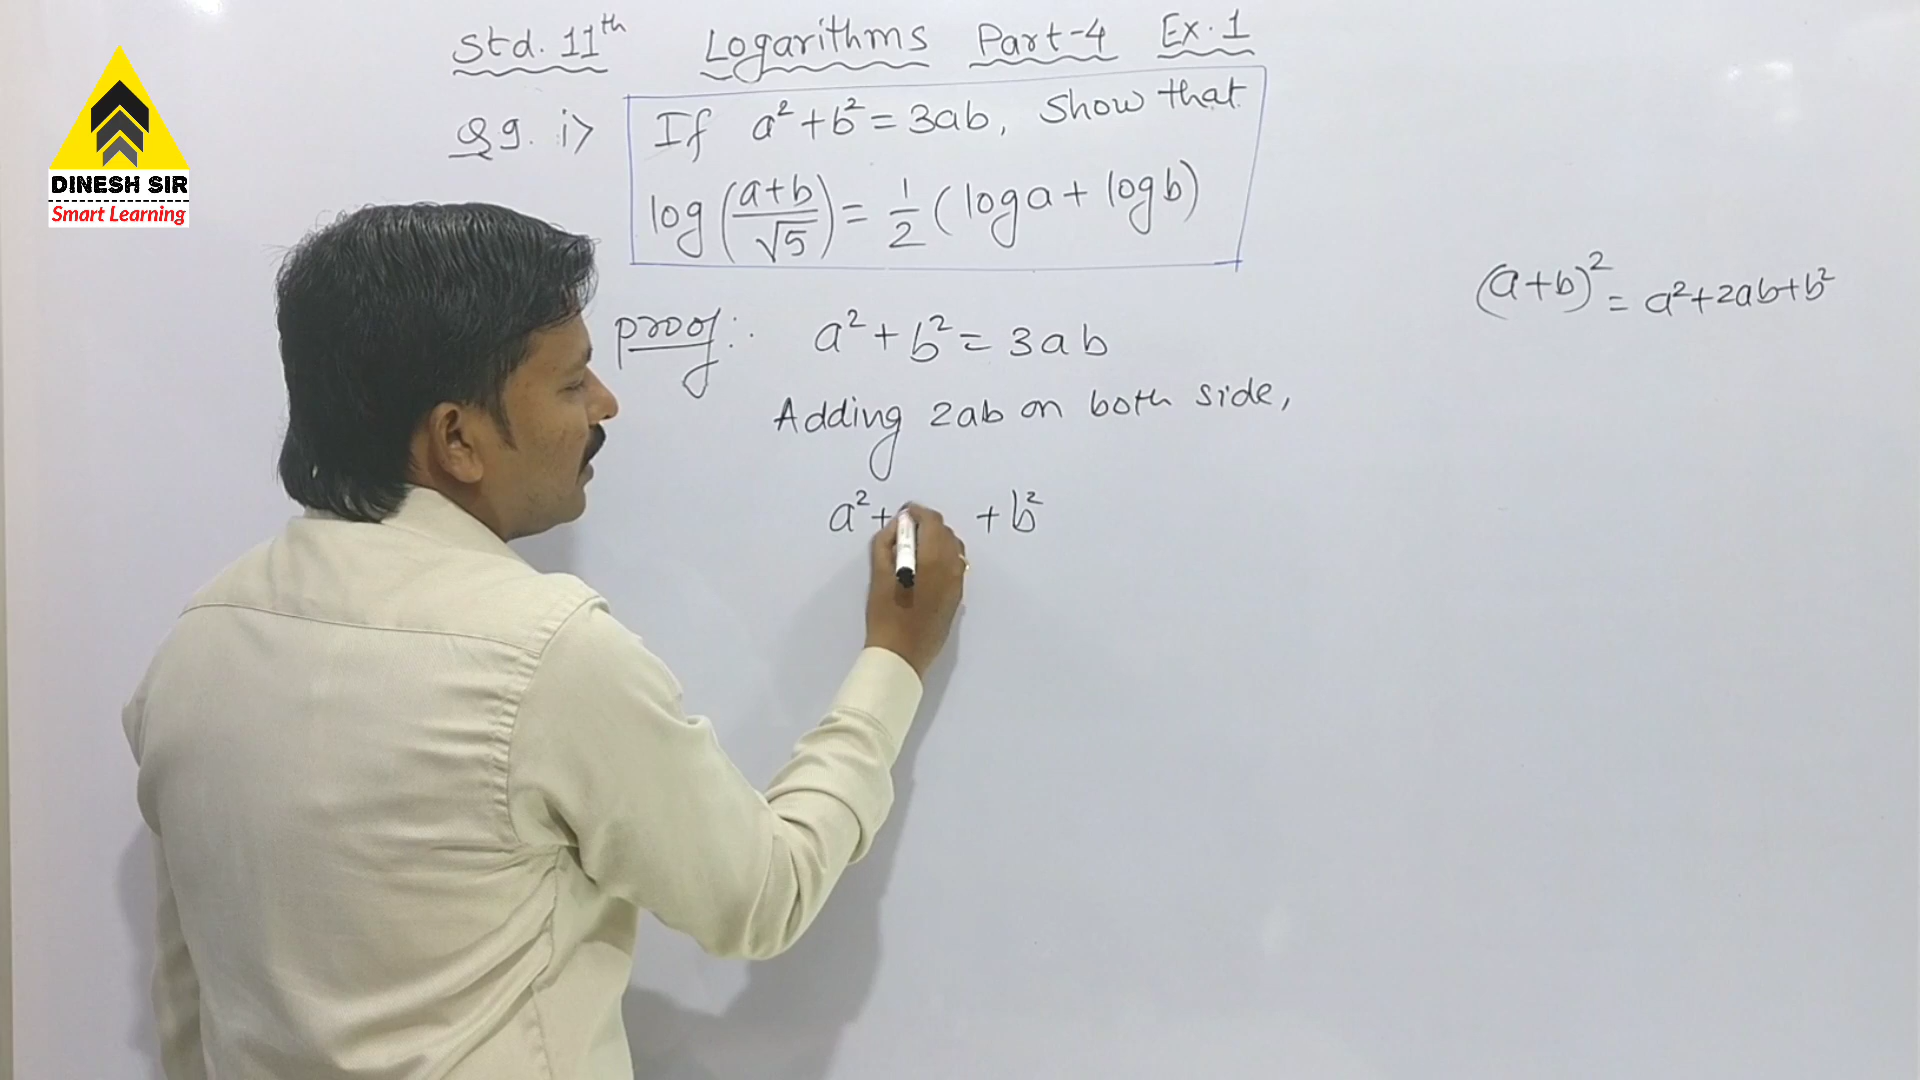 Std. 11th Logarithms Part-4 Ex. 1
Q 9. i> If a² + b² = 3ab, Show that
log (a+b/√5) = 1/2 (log a + log b)
DINESH SIR
Smart Learning
(a+b)² = a²+2ab+b²
proof:- a² + b² = 3ab
Adding 2ab on both side,
a² + + b²